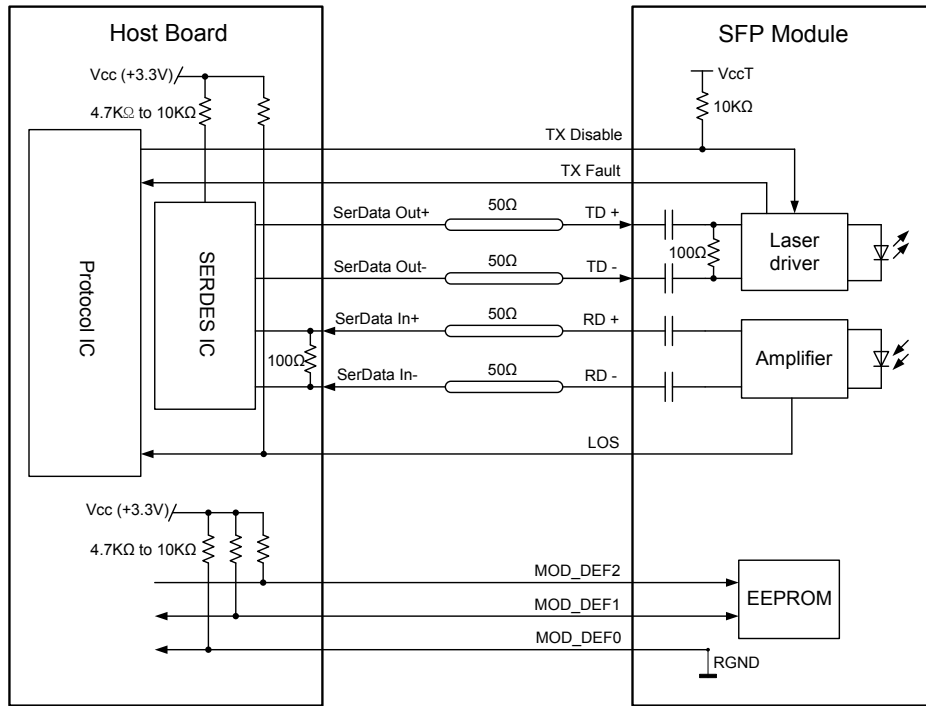 Host Board
SFP Module
Vcc (+3.3V)
VccT
4.7KΩ to 10KΩ
10KΩ
TX Disable
TX Fault
SerData Out+
50Ω
TD +
SerData Out-
50Ω
TD -
100Ω
Laser
driver
Protocol IC
SERDES IC
SerData In+
50Ω
RD +
100Ω
SerData In-
50Ω
RD -
Amplifier
LOS
Vcc (+3.3V)
4.7KΩ to 10KΩ
MOD_DEF2
MOD_DEF1
MOD_DEF0
EEPROM
RGND